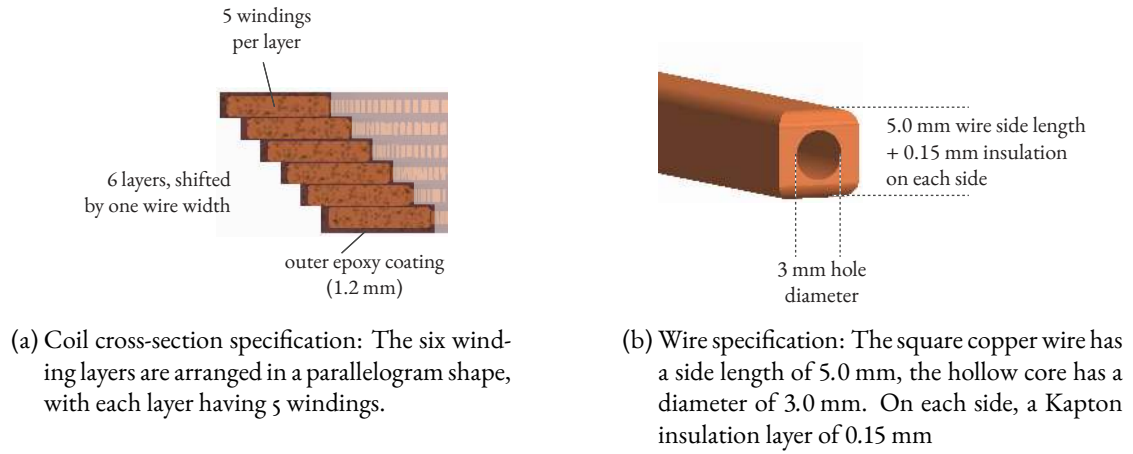 5 windings
per layer
6 layers, shifted
by one wire width
outer epoxy coating
(1.2 mm)
5.0 mm wire side length
+ 0.15 mm insulation
on each side
3 mm hole
diameter
(a) Coil cross-section specification: The six wind-
ing layers are arranged in a parallelogram shape,
with each layer having 5 windings.
(b) Wire specification: The square copper wire has
a side length of 5.0 mm, the hollow core has a
diameter of 3.0 mm. On each side, a Kapton
insulation layer of 0.15 mm